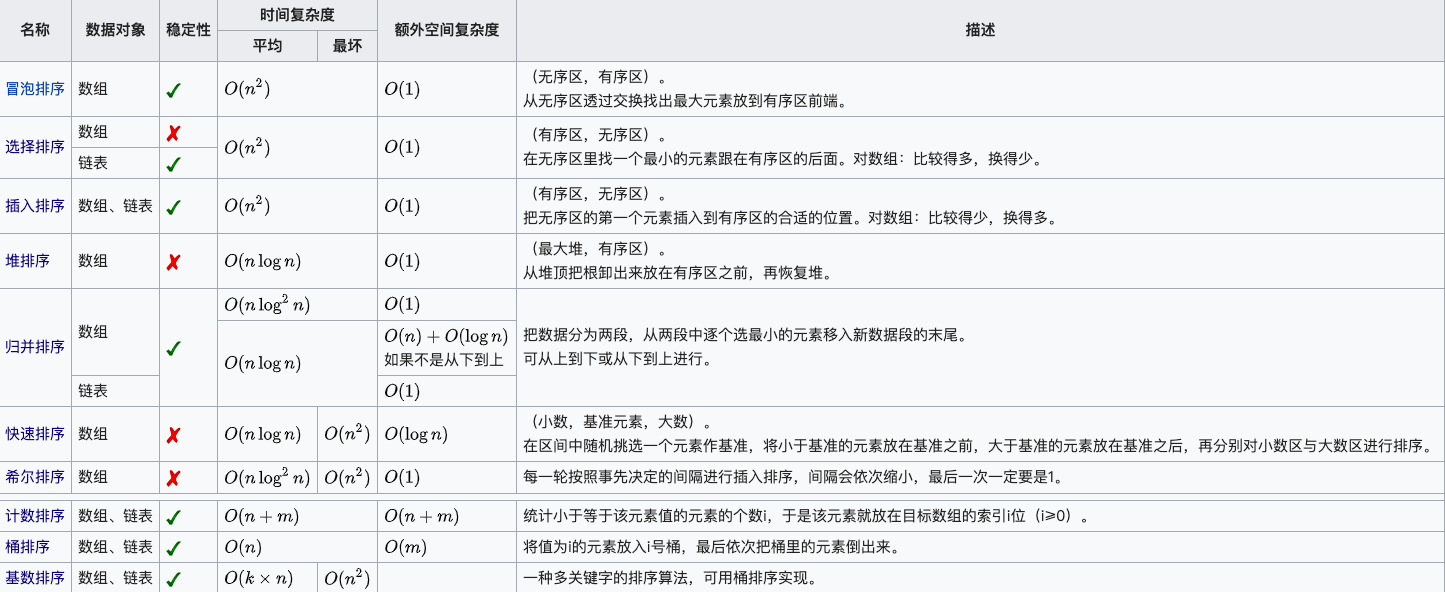 名称 数据对象 稳定性 时间复杂度 额外空间复杂度 描述
平均 最坏
冒泡排序 数组 ✓ O(n²) O(1) (无序区，有序区)。
从无序区透过交换找出最大元素放到有序区前端。
选择排序 数组 ✗ O(n²) O(1) (有序区，无序区)。
链表 ✓ 在无序区里找一个最小的元素跟在有序区的后面。对数组：比较得多，换得少。
插入排序 数组、链表 ✓ O(n²) O(1) (有序区，无序区)。
把无序区的第一个元素插入到有序区的合适的位置。对数组：比较得少，换得多。
堆排序 数组 ✗ O(n log n) O(1) (最大堆，有序区)。
从堆顶把根卸出来放在有序区之前，再恢复堆。
归并排序 数组 ✓ O(n log² n) O(1) 把数据分为两段，从两段中逐个选最小的元素移入新数据段的末尾。
O(n log n) O(n) + O(log n) 可从上到下或从下到上进行。
如果不是从下到上
链表 O(1)
快速排序 数组 ✗ O(n log n) O(n²) O(log n) (小数，基准元素，大数)。
在区间中随机挑选一个元素作基准，将小于基准的元素放在基准之前，大于基准的元素放在基准之后，再分别对小数区与大数区进行排序。
希尔排序 数组 ✗ O(n log² n) O(n²) O(1) 每一轮按照事先决定的间隔进行插入排序，间隔会依次缩小，最后一次一定要是1。
计数排序 数组、链表 ✓ O(n + m) O(n + m) 统计小于等于该元素值的元素的个数i，于是该元素就放在目标数组的索引i位（i⩾0）。
桶排序 数组、链表 ✓ O(n) O(m) 将值为i的元素放入i号桶，最后依次把桶里的元素倒出来。
基数排序 数组、链表 ✓ O(k × n) O(n²) 一种多关键字的排序算法，可用桶排序实现。